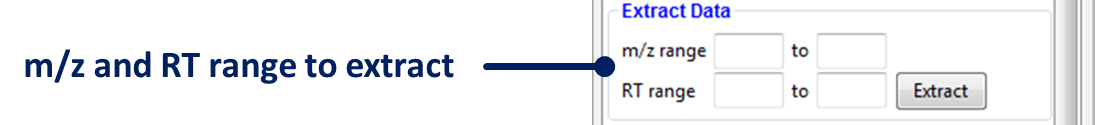 Extract Data
m/z and RT range to extract
m/z range to
RT range to Extract